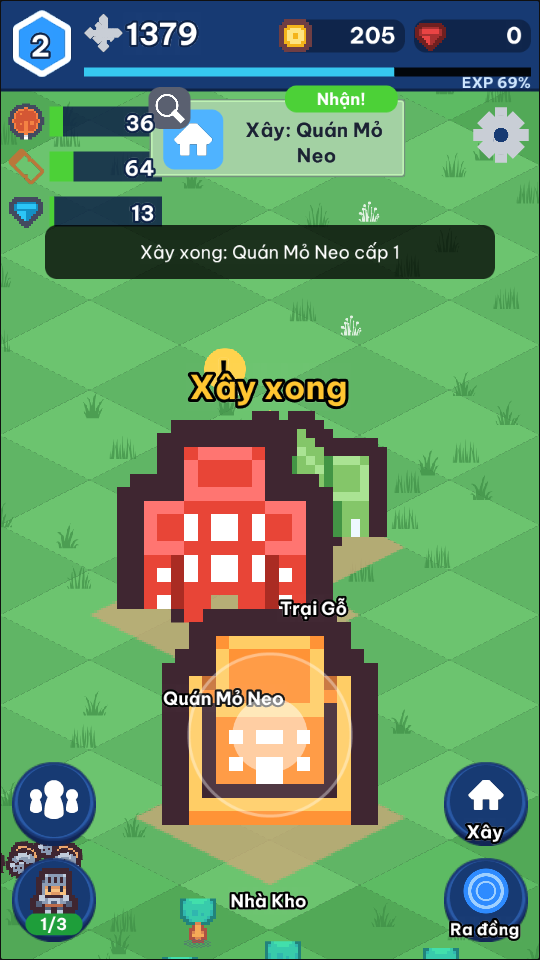 2
1379
205
0
EXP 69%
Nhận!
36
Xây: Quán Mỏ
Neo
64
13
Xây xong: Quán Mỏ Neo cấp 1
Xây xong
Trại Gỗ
Quán Mỏ Neo
Xây
Nhà Kho
1/3
Ra đồng